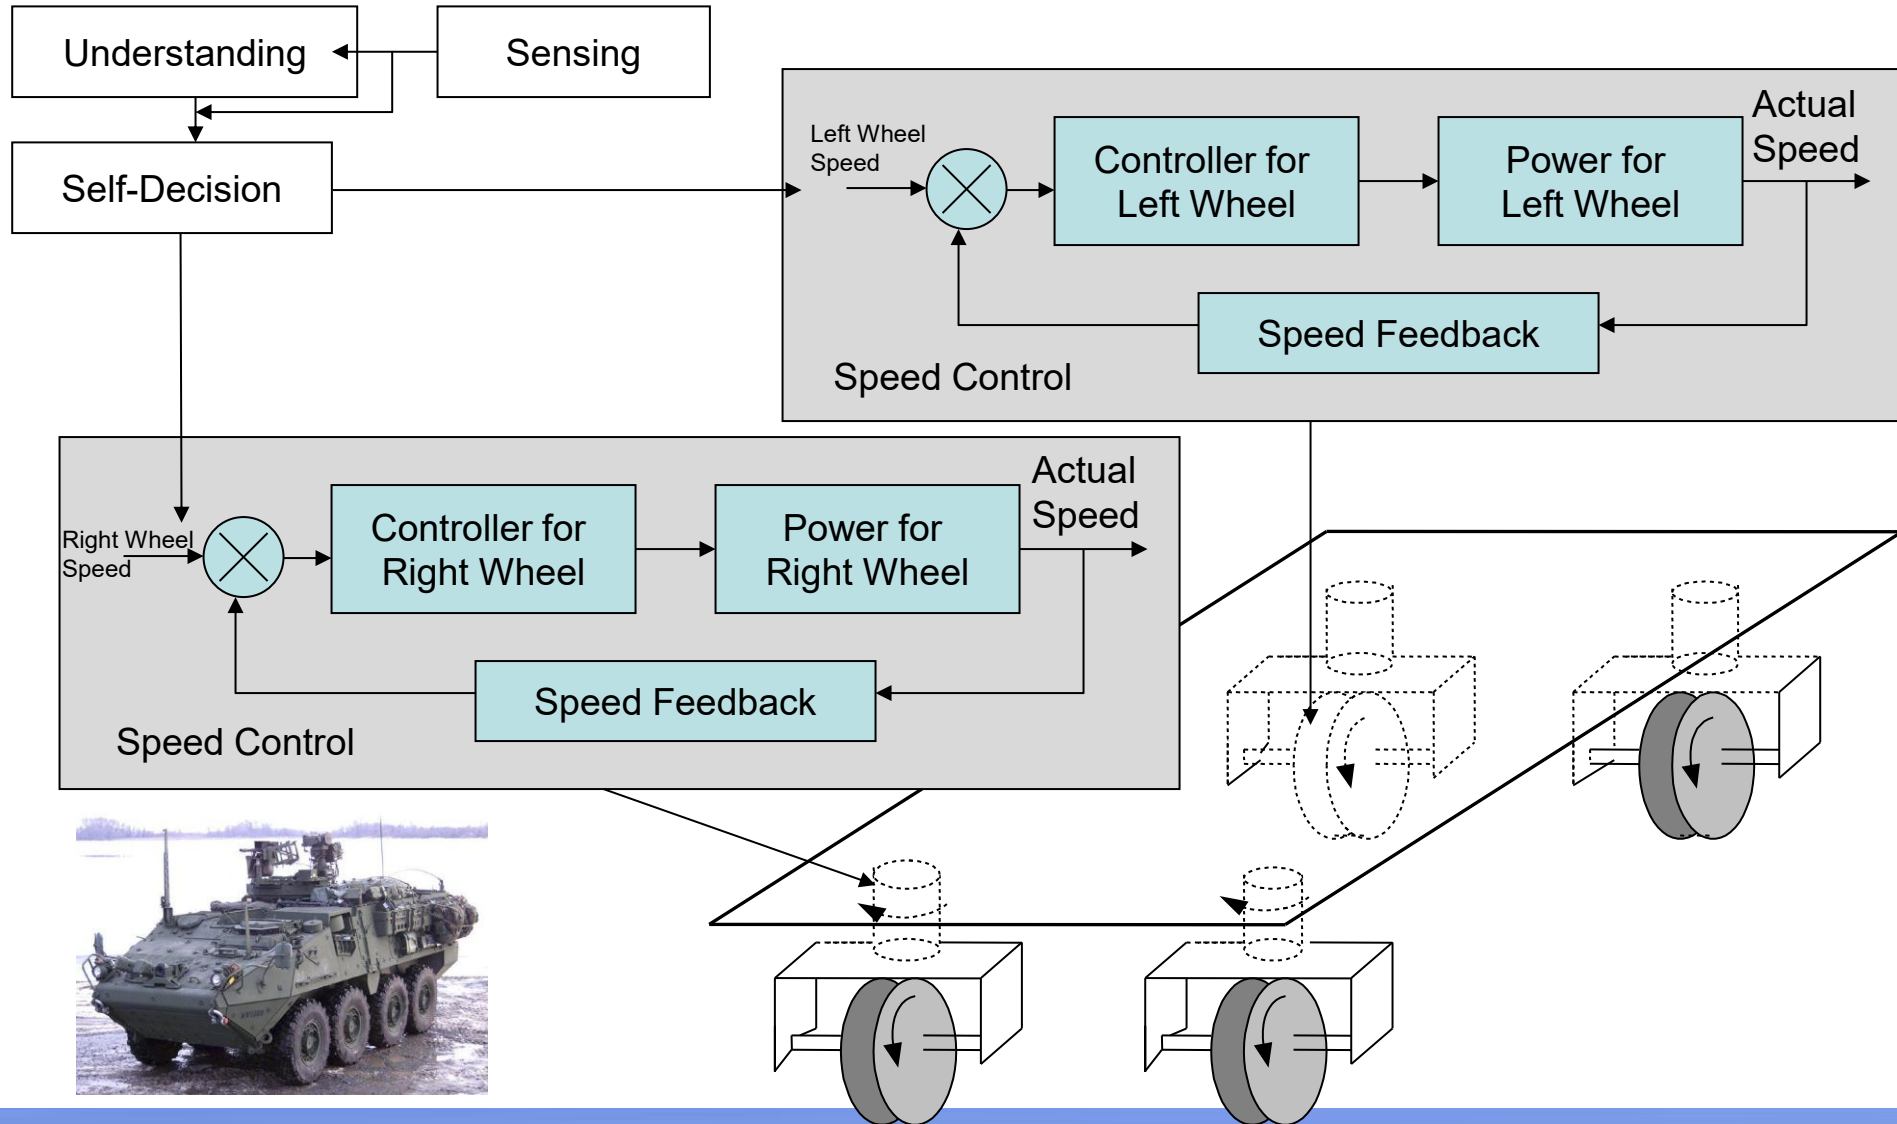 Understanding
Sensing
Self-Decision
Left Wheel
Speed
Controller for
Left Wheel
Power for
Left Wheel
Actual
Speed
Speed Feedback
Speed Control
Right Wheel
Speed
Controller for
Right Wheel
Power for
Right Wheel
Actual
Speed
Speed Feedback
Speed Control